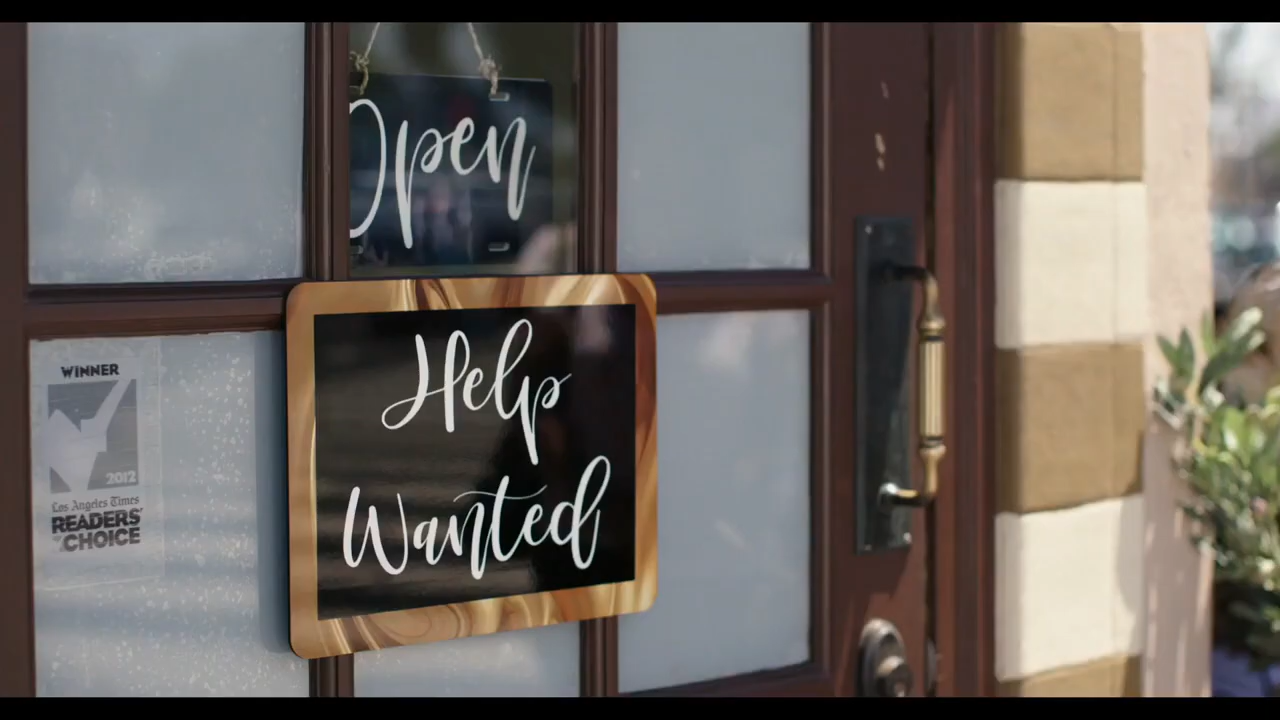 Open
Help
Wanted
WINNER
2012
Los Angeles Times
READERS'
CHOICE